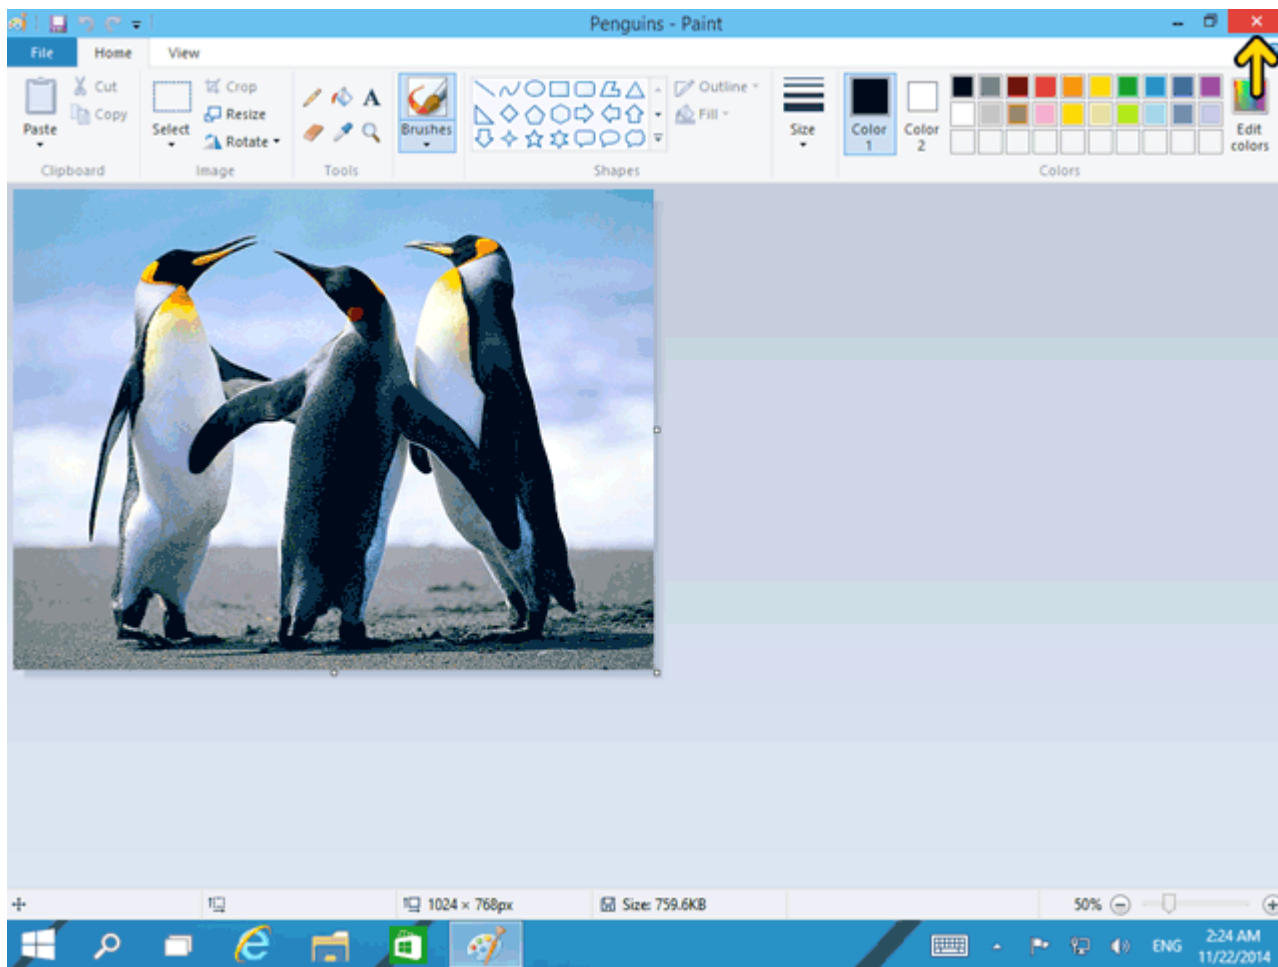 Penguins - Paint
File Home View
Cut
Copy
Paste
Clipboard
Crop
Resize
Rotate
Select
Image
A
Tools
Brushes
Outline
Fill
Shapes
Size
Color 1
Color 2
Edit colors
Colors
1024 × 768px
Size: 759.6KB
50%
ENG
2:24 AM
11/22/2014